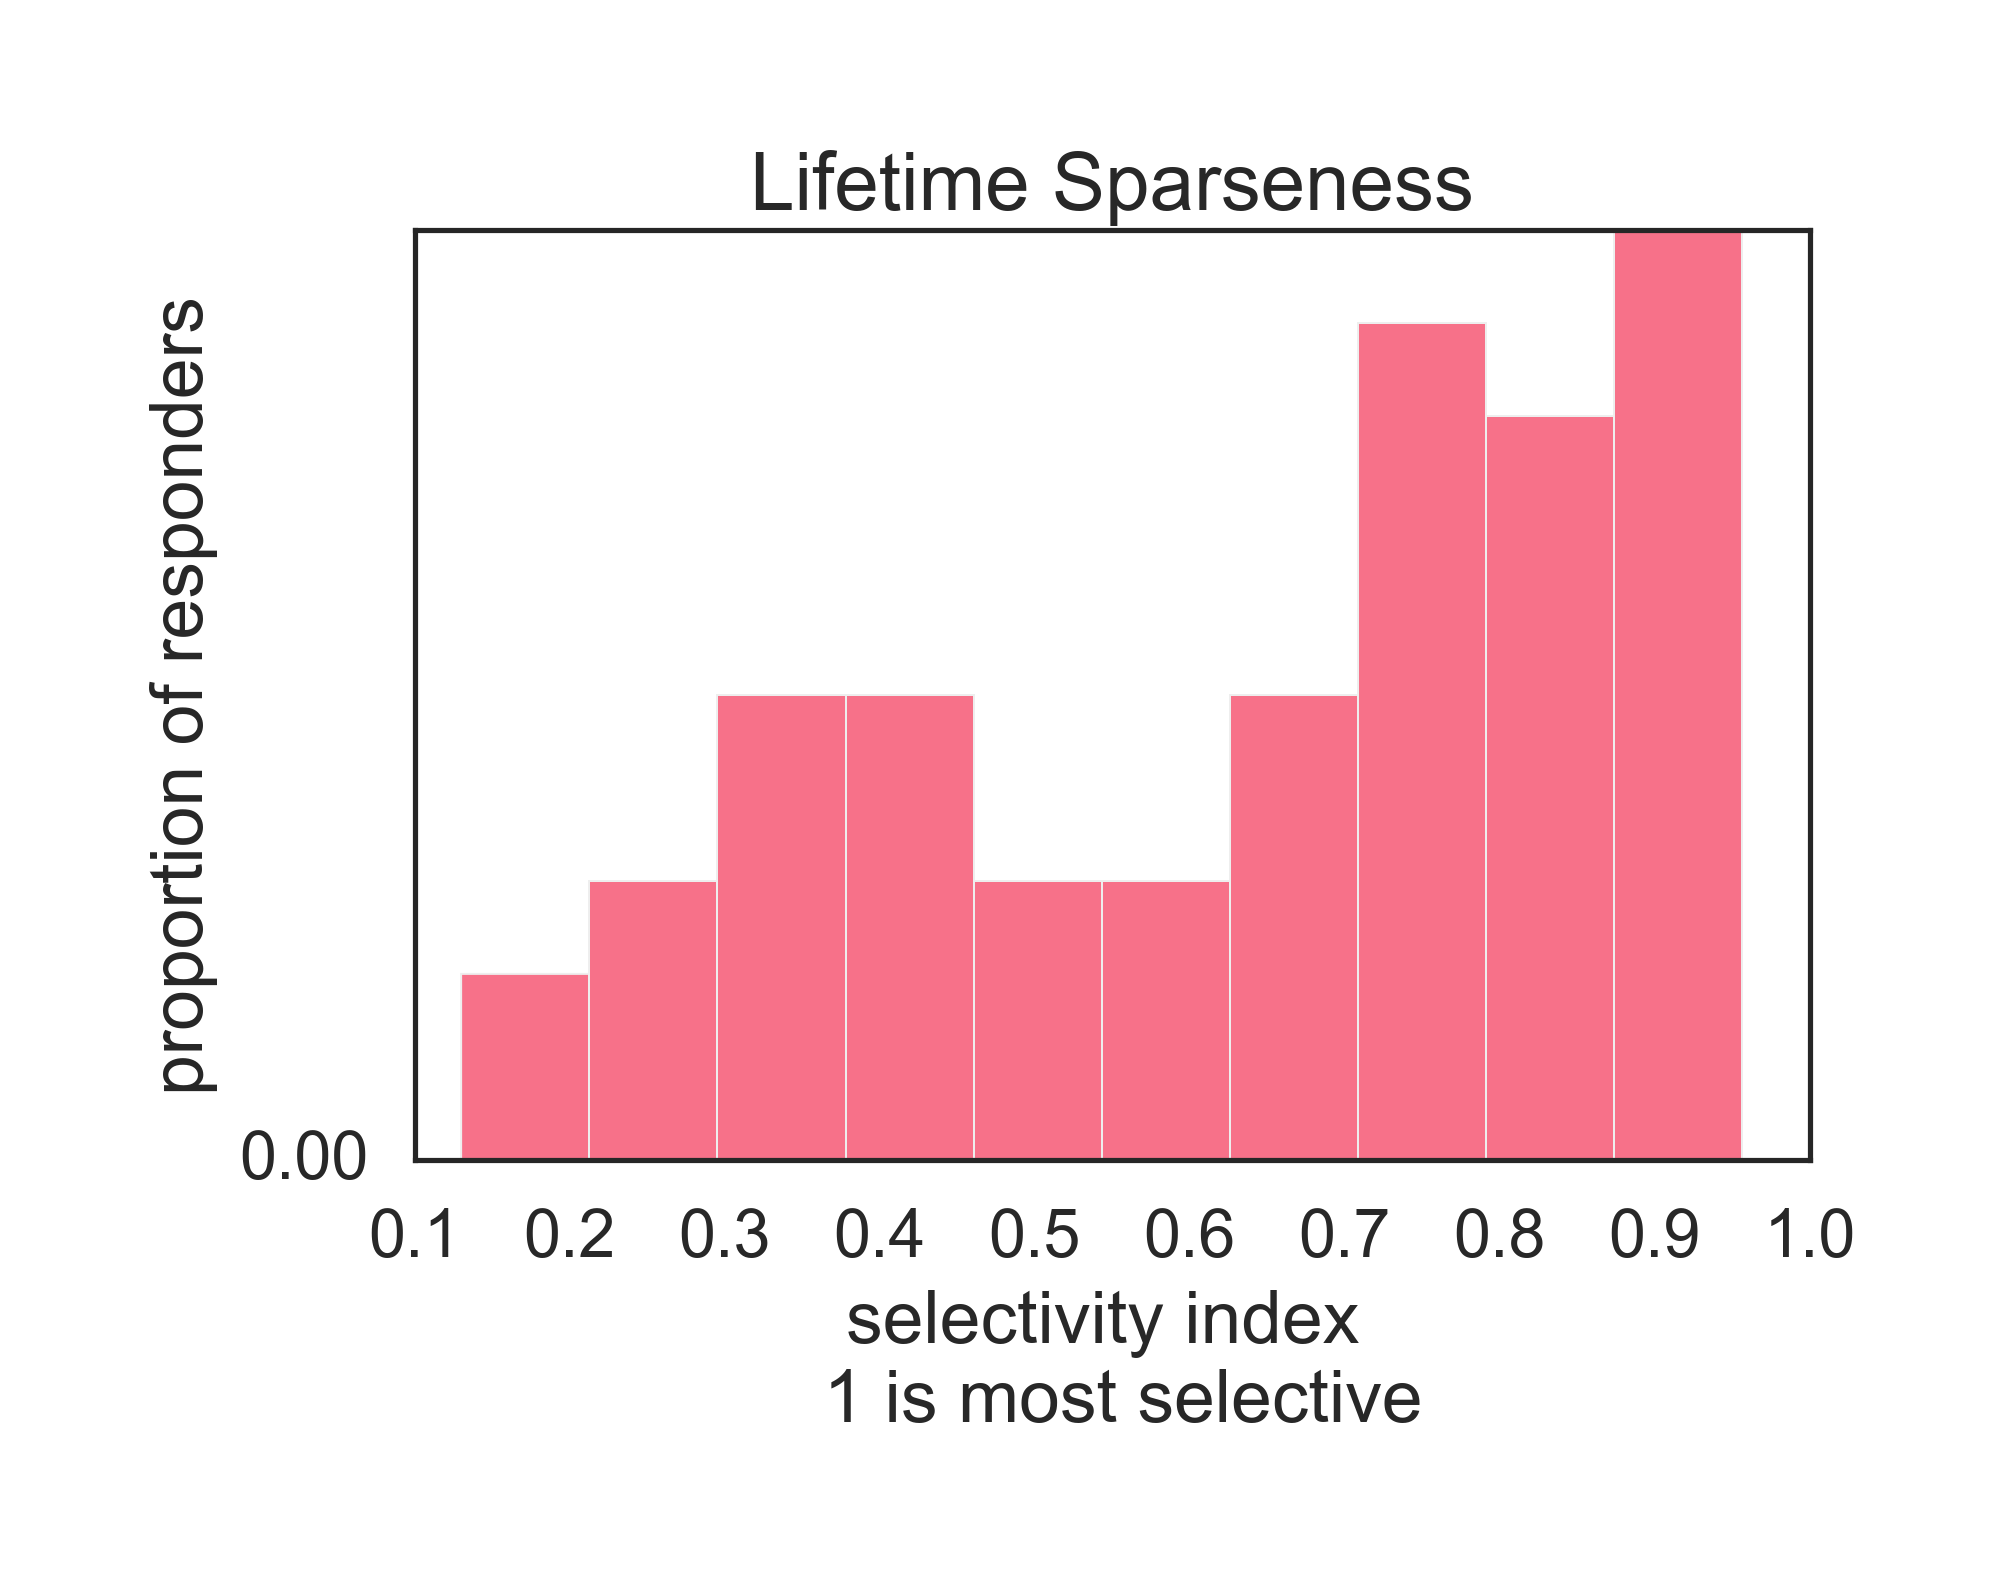 Lifetime Sparseness
proportion of responders
0.00
0.1 0.2 0.3 0.4 0.5 0.6 0.7 0.8 0.9 1.0
selectivity index
1 is most selective